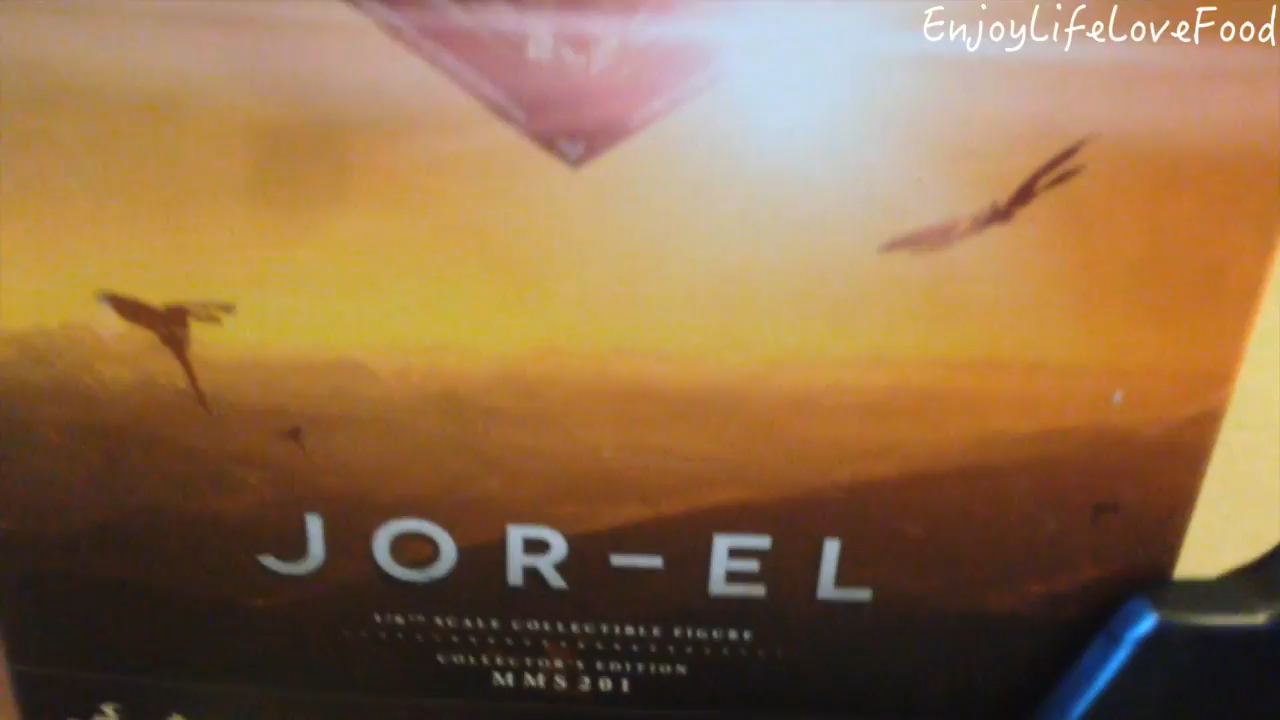 EnjoyLifeLoveFood
JOR-EL
1/6TH SCALE COLLECTIBLE FIGURE
COLLECTOR'S EDITION
MMS201